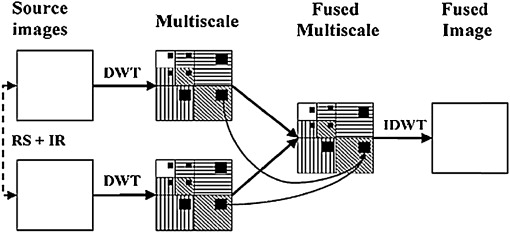 Source
images
Multiscale
Fused
Multiscale
Fused
Image
DWT
RS + IR
DWT
IDWT